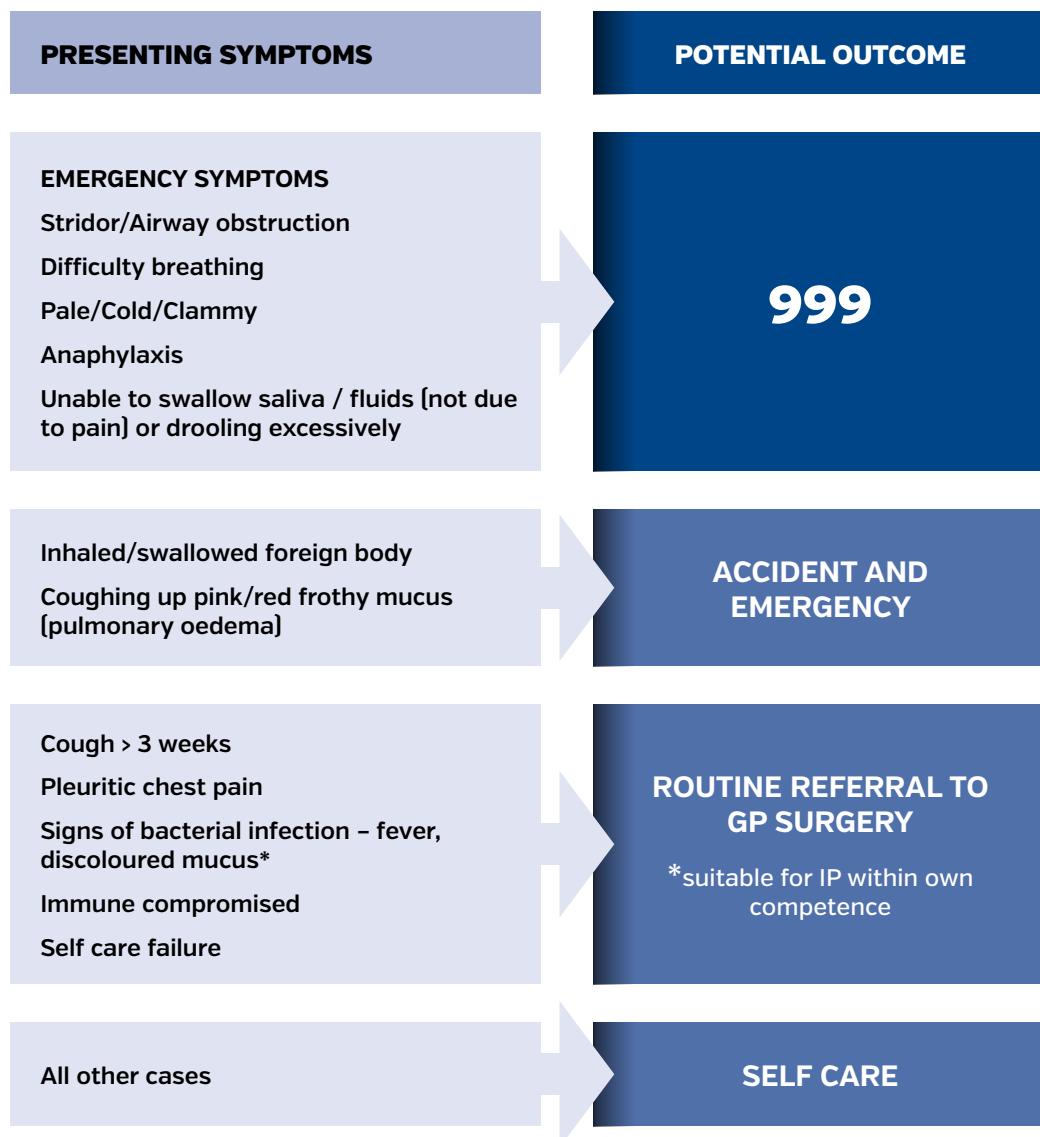 PRESENTING SYMPTOMS
POTENTIAL OUTCOME
EMERGENCY SYMPTOMS
Stridor/Airway obstruction
Difficulty breathing
Pale/Cold/Clammy
Anaphylaxis
Unable to swallow saliva / fluids (not due
to pain) or drooling excessively
999
Inhaled/swallowed foreign body
Coughing up pink/red frothy mucus
(pulmonary oedema)
ACCIDENT AND
EMERGENCY
Cough > 3 weeks
Pleuritic chest pain
Signs of bacterial infection – fever,
discoloured mucus*
Immune compromised
Self care failure
ROUTINE REFERRAL TO
GP SURGERY
*suitable for IP within own
competence
All other cases
SELF CARE